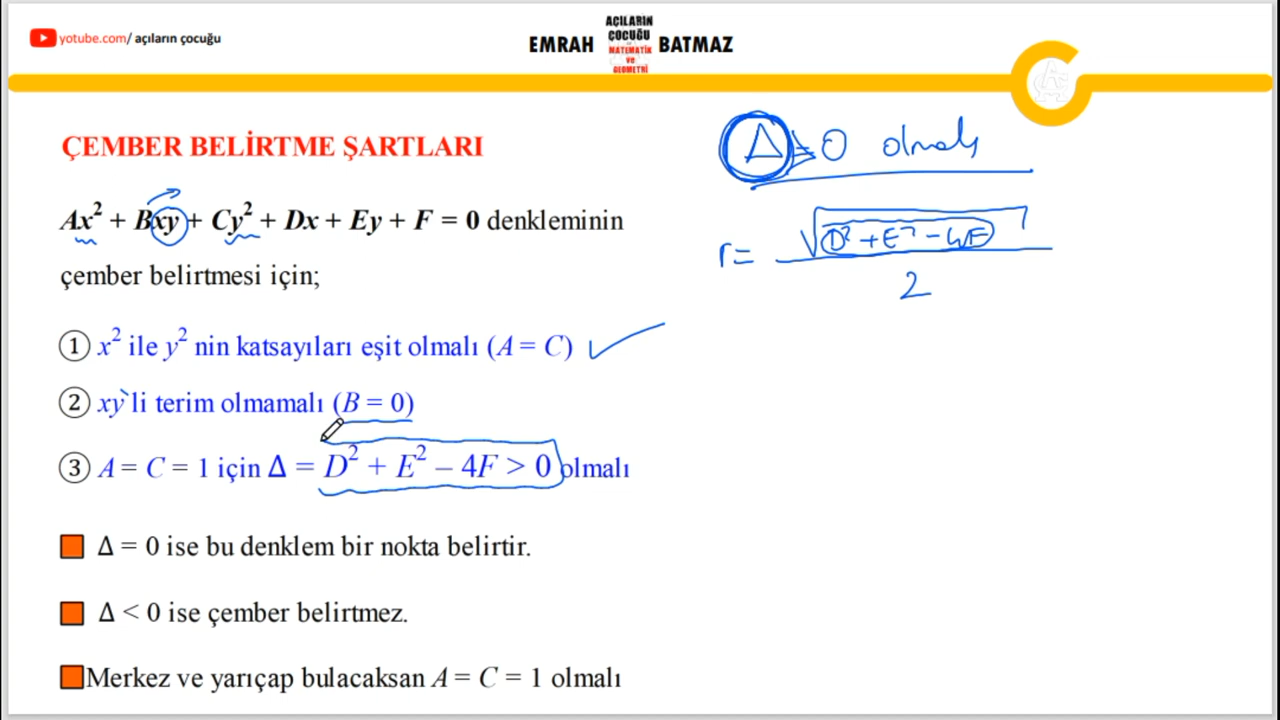 yotube.com/ açıların çocuğu
EMRAH AÇILARIN ÇOCUĞU MATEMATİK ve GEOMETRİ BATMAZ
ÇEMBER BELİRTME ŞARTLARI
Δ ≥ 0 olmalı
Ax² + Bxy + Cy² + Dx + Ey + F = 0 denkleminin
r = √(D² + E² − 4F) / 2
çember belirtmesi için;
① x² ile y² nin katsayıları eşit olmalı (A = C)
② xy`li terim olmamalı (B = 0)
③ A = C = 1 için Δ = D² + E² – 4F > 0 olmalı
Δ = 0 ise bu denklem bir nokta belirtir.
Δ < 0 ise çember belirtmez.
Merkez ve yarıçap bulacaksan A = C = 1 olmalı